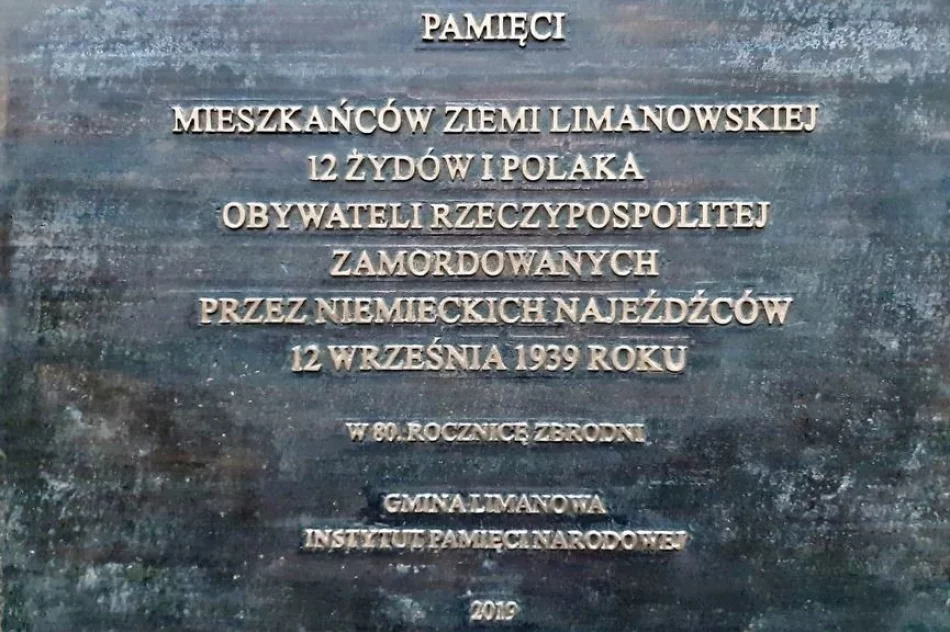 PAMIĘCI
MIESZKAŃCÓW ZIEMI LIMANOWSKIEJ
12 ŻYDÓW I POLAKA
OBYWATELI RZECZYPOSPOLITEJ
ZAMORDOWANYCH
PRZEZ NIEMIECKICH NAJEŹDŹCÓW
12 WRZEŚNIA 1939 ROKU
W 80. ROCZNICĘ ZBRODNI
GMINA LIMANOWA
INSTYTUT PAMIĘCI NARODOWEJ
2019